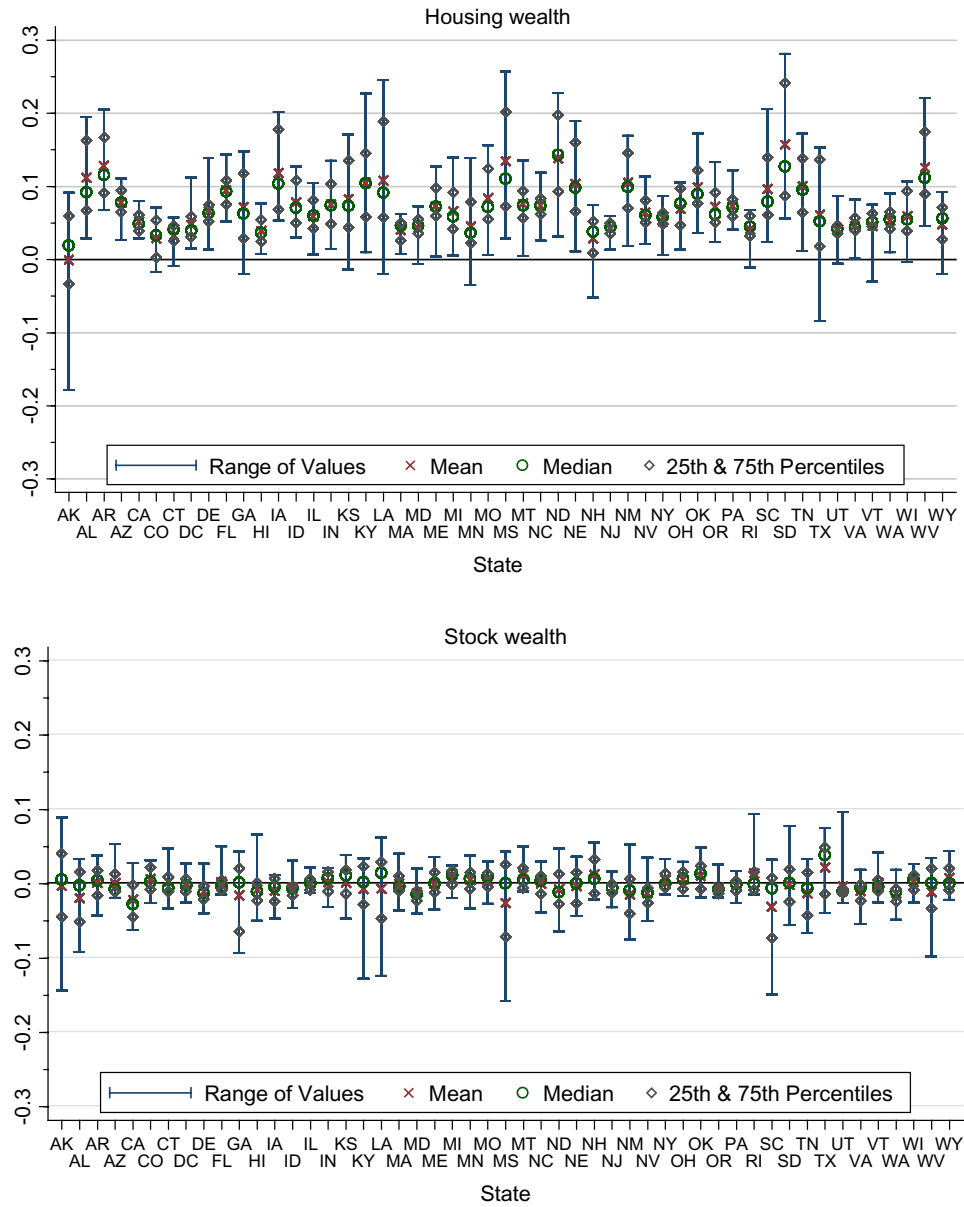 Housing wealth
0.3
0.2
0.1
0.0
-0.1
-0.2
-0.3
Range of Values Mean Median 25th & 75th Percentiles
AK AR CA CT DE GA IA IL KS LA MD MI MO MT ND NH NM NY OK PA SC TN UT VT WI WY
AL AZ CO DC FL HI ID IN KY MA ME MN MS NC NE NJ NV OH OR RI SD TX VA WA WV
State
Stock wealth
0.3
0.2
0.1
0.0
-0.1
-0.2
-0.3
Range of Values Mean Median 25th & 75th Percentiles
AK AR CA CT DE GA IA IL KS LA MD MI MO MT ND NH NM NY OK PA SC TN UT VT WI WY
AL AZ CO DC FL HI ID IN KY MA ME MN MS NC NE NJ NV OH OR RI SD TX VA WA WV
State